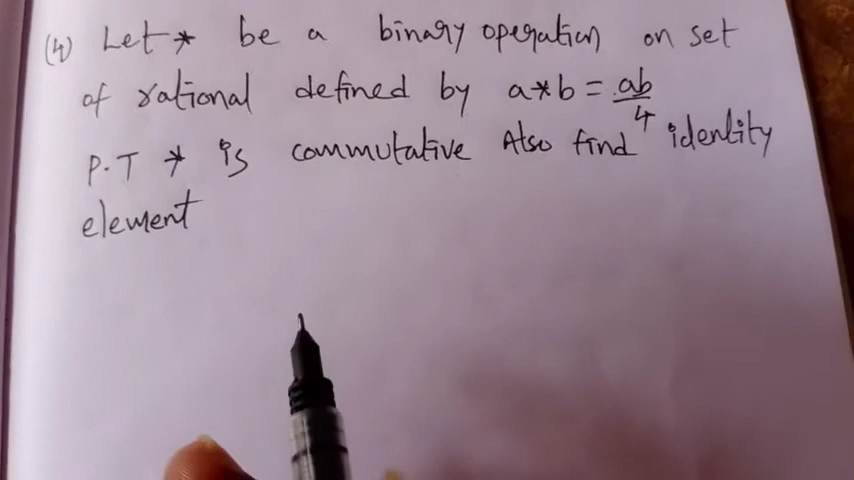 (4) Let * be a binary operation on set
of rational defined by a*b = ab/4
P.T * is commutative Also find identity
element